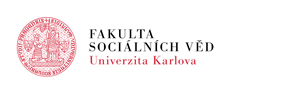 FAKULTA
SOCIÁLNÍCH VĚD
Univerzita Karlova